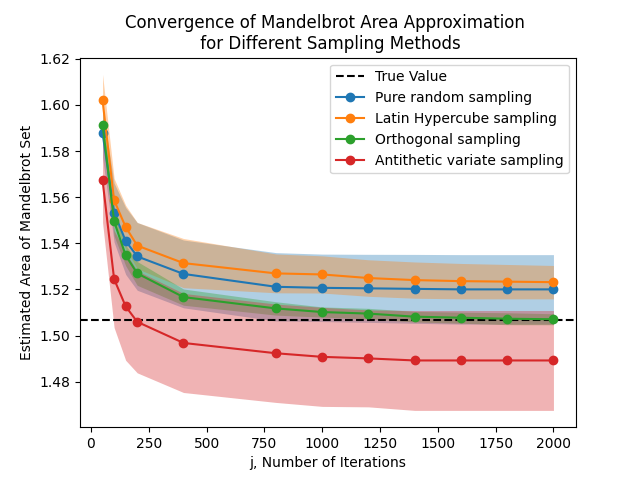 Convergence of Mandelbrot Area Approximation
for Different Sampling Methods
True Value
Pure random sampling
Latin Hypercube sampling
Orthogonal sampling
Antithetic variate sampling
Estimated Area of Mandelbrot Set
1.62
1.60
1.58
1.56
1.54
1.52
1.50
1.48
0 250 500 750 1000 1250 1500 1750 2000
j, Number of Iterations